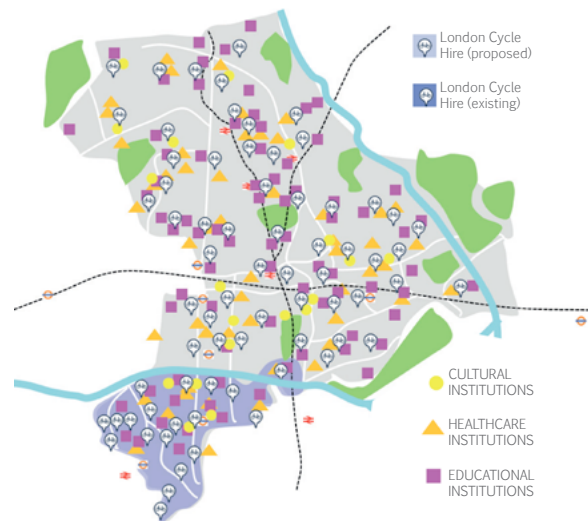 London Cycle
Hire (proposed)
London Cycle
Hire (existing)
CULTURAL
INSTITUTIONS
HEALTHCARE
INSTITUTIONS
EDUCATIONAL
INSTITUTIONS